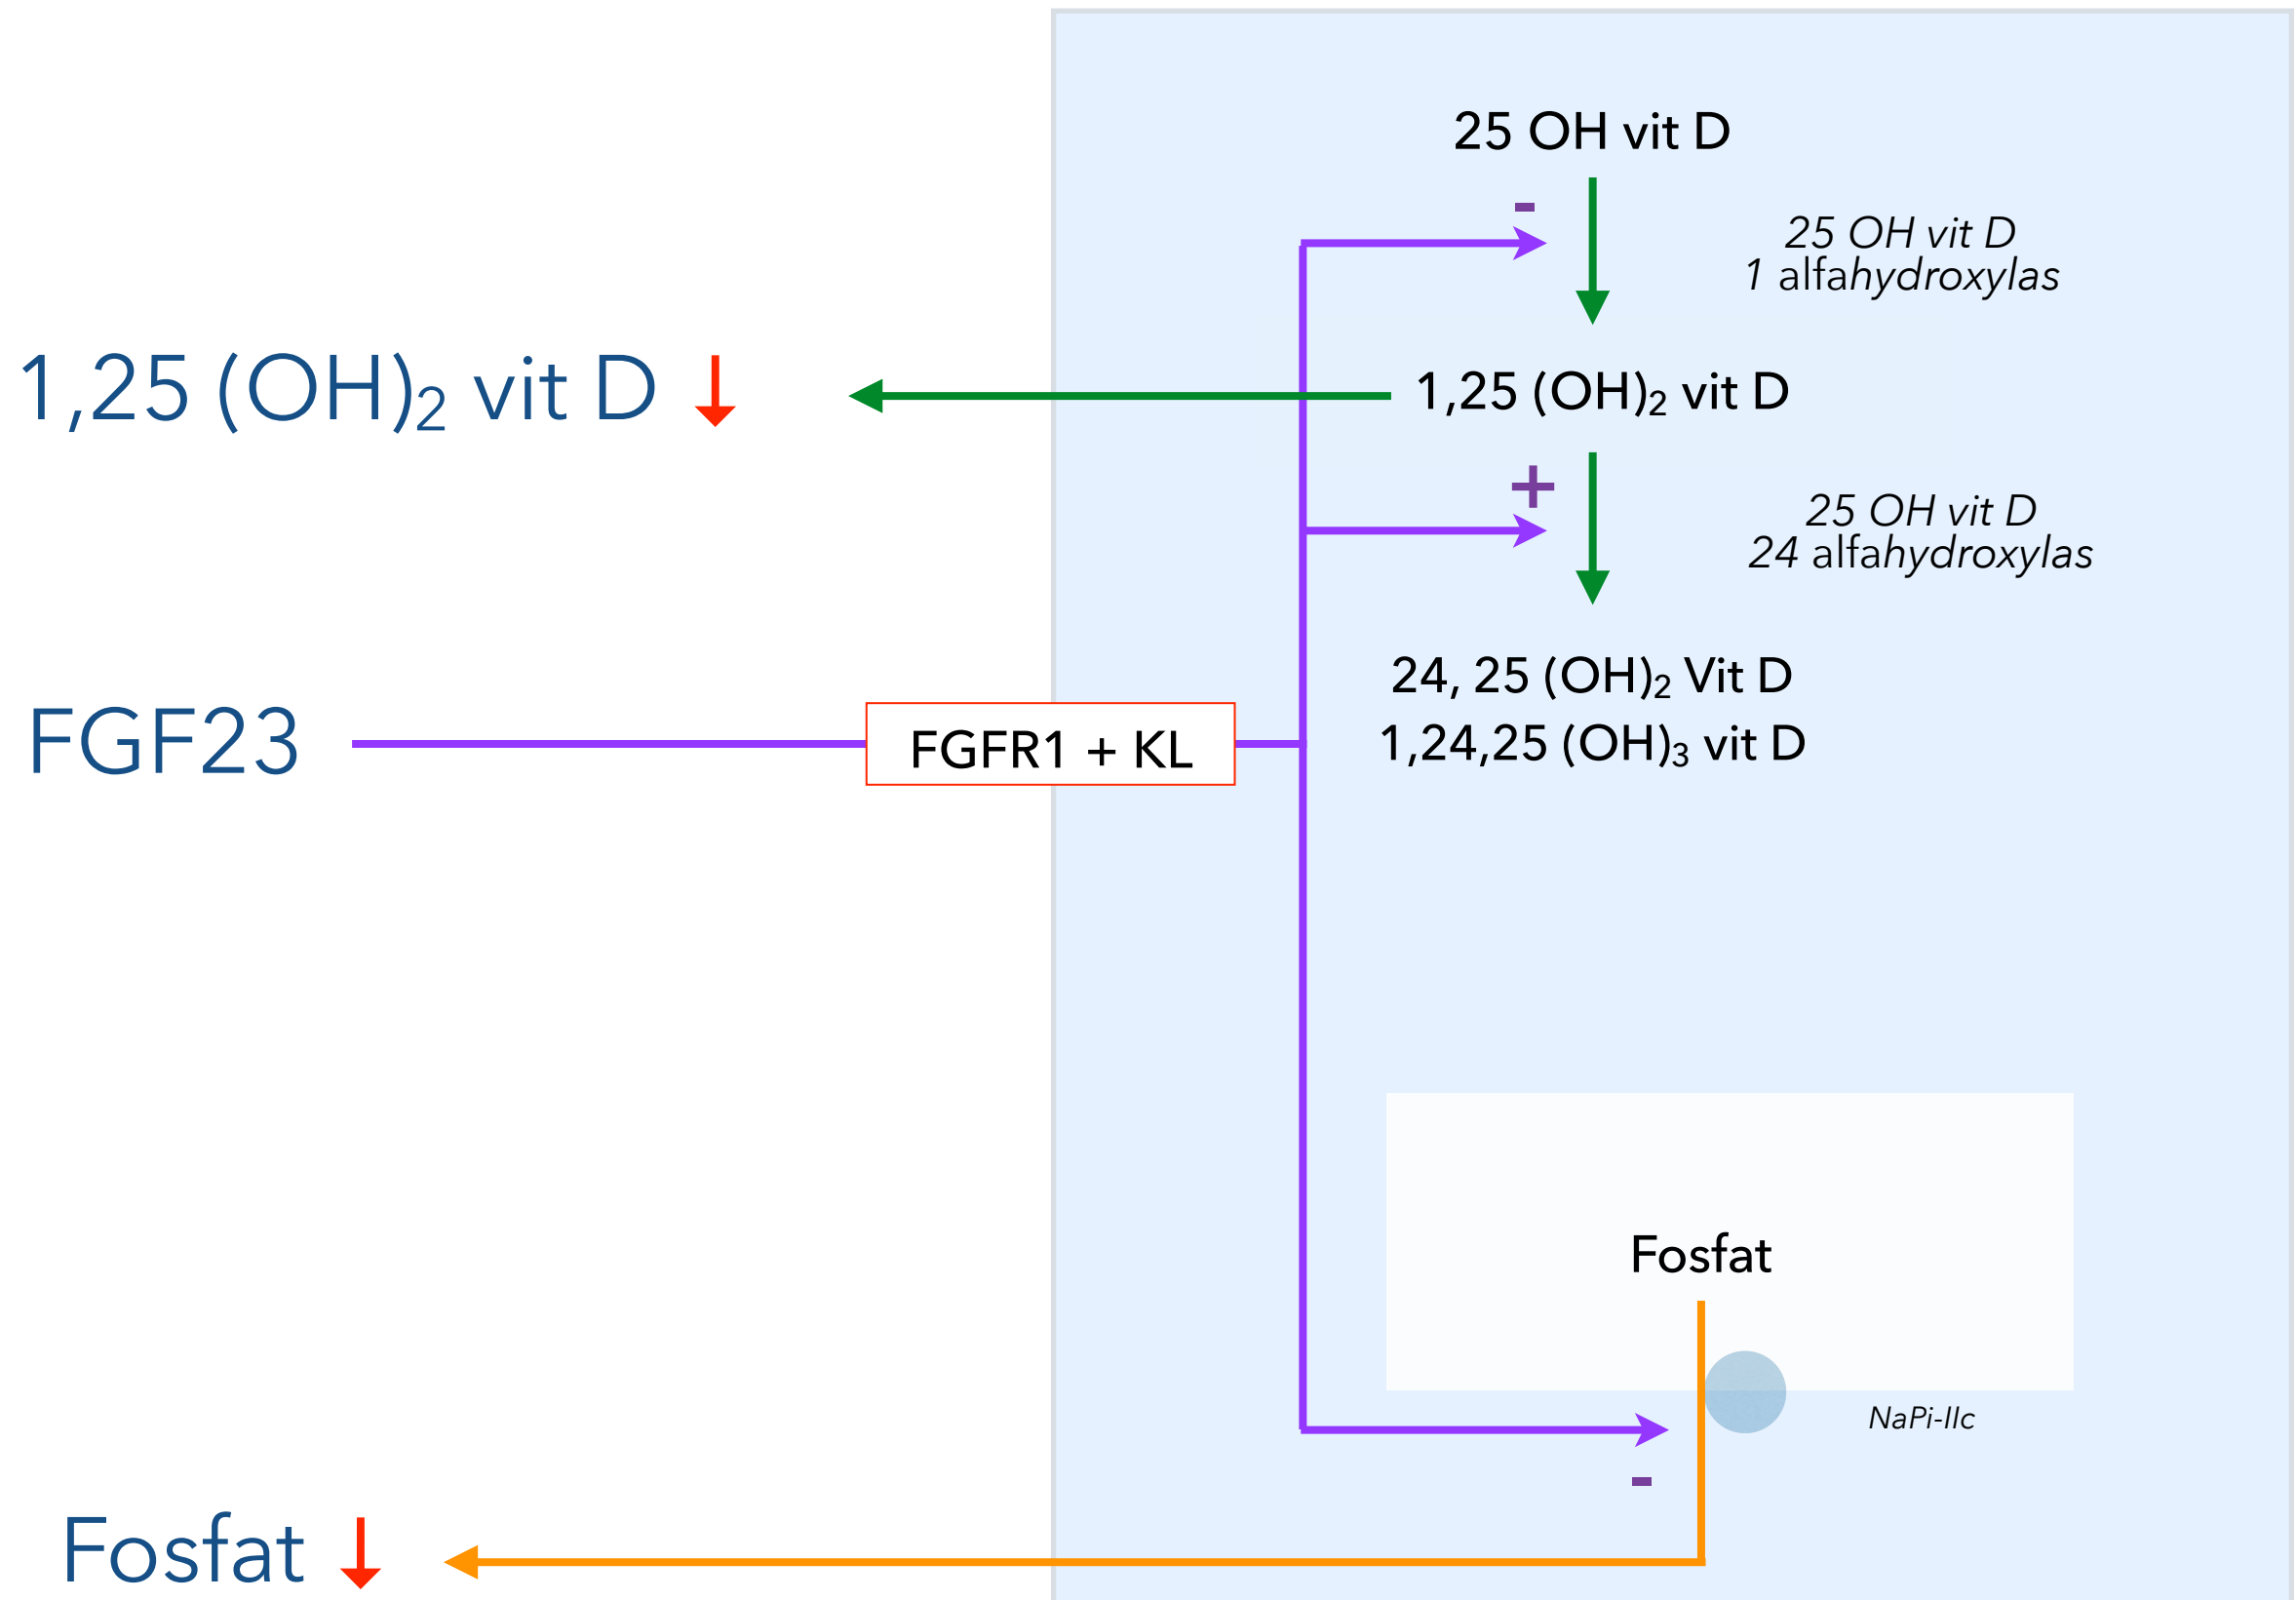 25 OH vit D
-
25 OH vit D
1 alfahydroxylas
1,25 (OH)₂ vit D
1,25 (OH)₂ vit D
+
25 OH vit D
24 alfahydroxylas
24, 25 (OH)₂ Vit D
1,24,25 (OH)₃ vit D
FGF23
FGFR1 + KL
Fosfat
NaPi-IIc
-
Fosfat